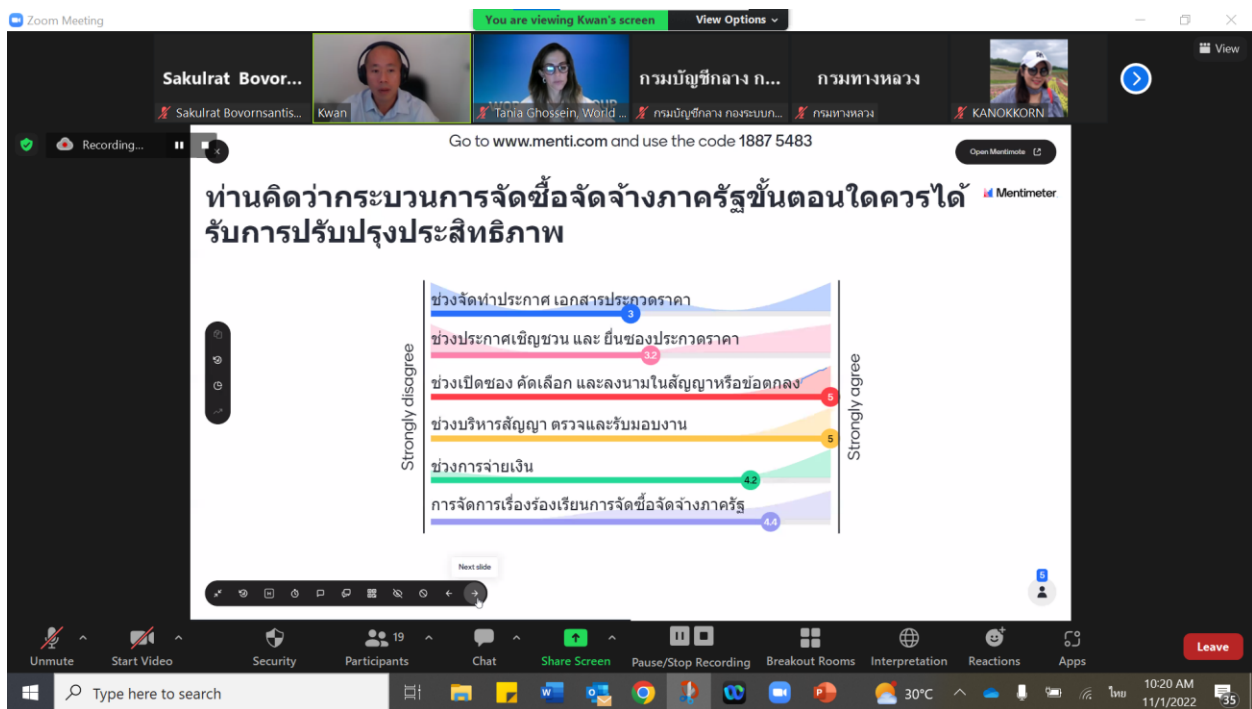 Zoom Meeting
You are viewing Kwan's screen
View Options
View
Sakulrat Bovor...
กรมบัญชีกลาง ก...
กรมทางหลวง
Sakulrat Bovornsantis...
Kwan
Tania Ghossein, World ...
กรมบัญชีกลาง กองระบบก...
กรมทางหลวง
KANOKKORN
Recording...
Go to www.menti.com and use the code 1887 5483
Open Mentimote
Mentimeter
ท่านคิดว่ากระบวนการจัดซื้อจัดจ้างภาครัฐขั้นตอนใดควรได้
รับการปรับปรุงประสิทธิภาพ
Strongly disagree
ช่วงจัดทำประกาศ เอกสารประกวดราคา
3
ช่วงประกาศเชิญชวน และ ยื่นซองประกวดราคา
3.2
ช่วงเปิดซอง คัดเลือก และลงนามในสัญญาหรือข้อตกลง
5
ช่วงบริหารสัญญา ตรวจและรับมอบงาน
5
ช่วงการจ่ายเงิน
4.2
การจัดการเรื่องร้องเรียนการจัดซื้อจัดจ้างภาครัฐ
4.4
Strongly agree
Next slide
5
19
Unmute
Start Video
Security
Participants
Chat
Share Screen
Pause/Stop Recording
Breakout Rooms
Interpretation
Reactions
Apps
Leave
Type here to search
30°C
ไทย
10:20 AM
11/1/2022
35